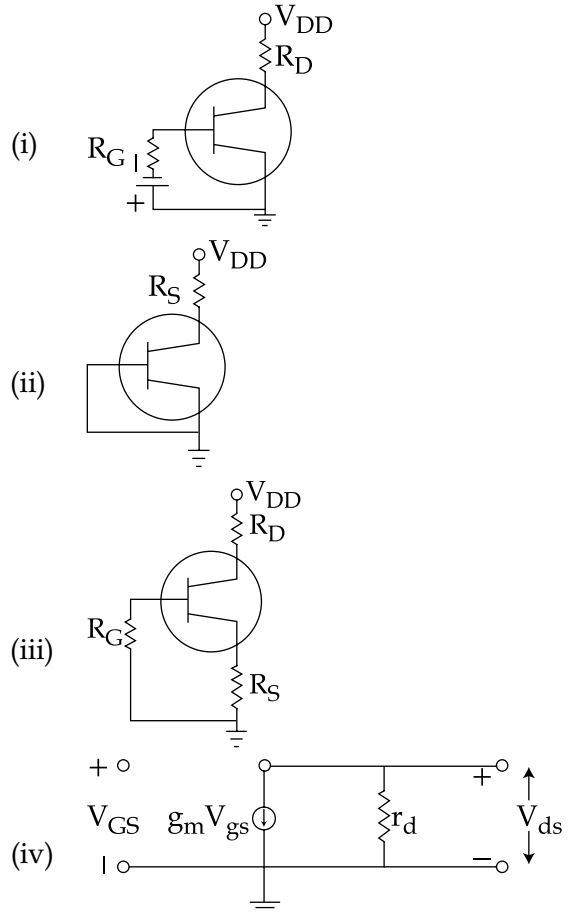 V_DD
R_D
(i)
R_G
+
V_DD
R_S
(ii)
V_DD
R_D
R_G
(iii)
R_S
+ +
V_GS g_mV_gs r_d V_ds
(iv)
−